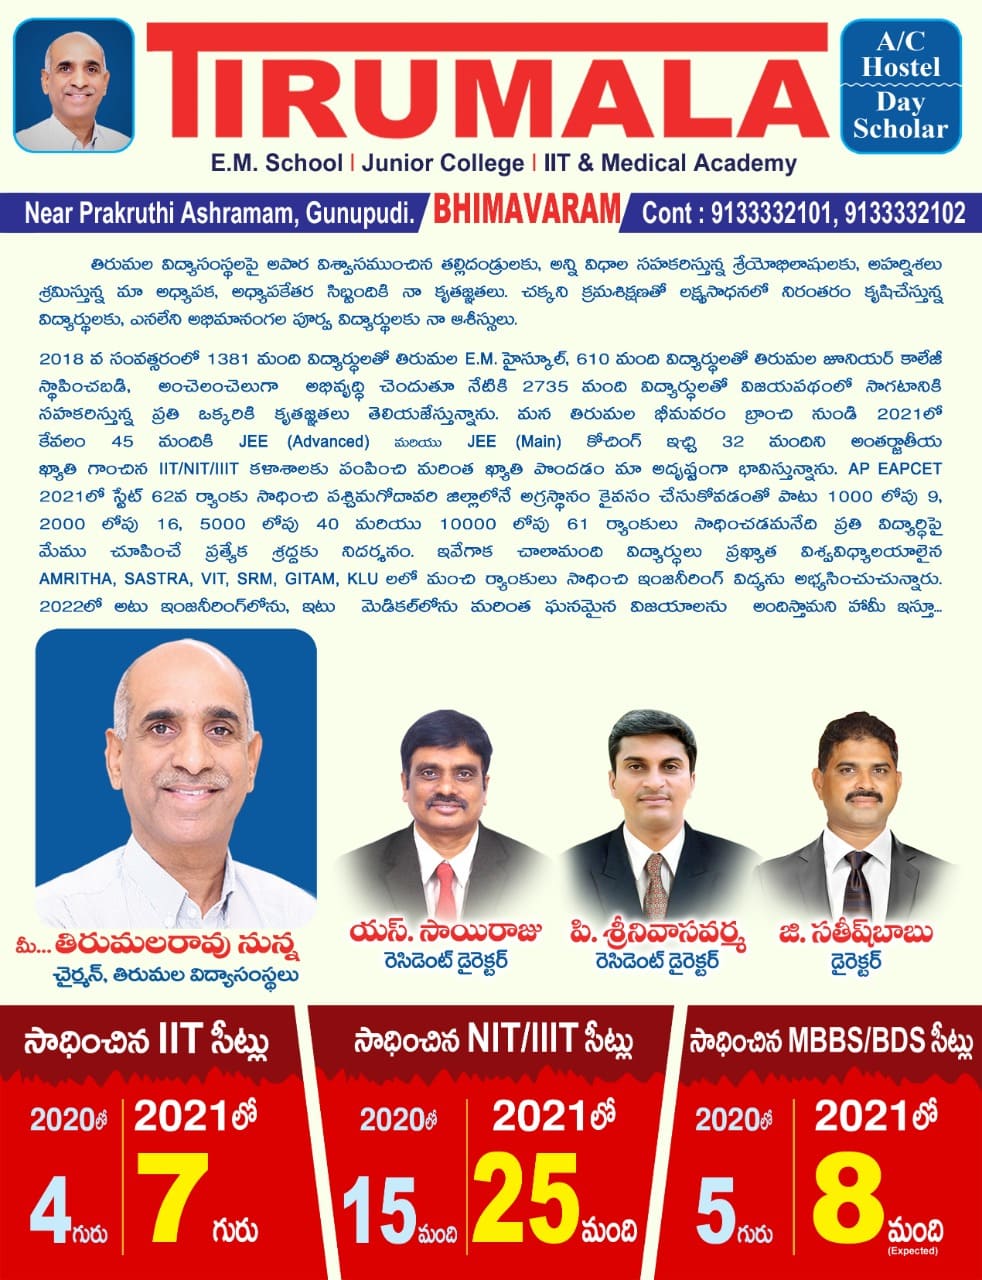 TIRUMALA
A/C
Hostel
Day
Scholar
E.M. School | Junior College | IIT & Medical Academy
Near Prakruthi Ashramam, Gunupudi. BHIMAVARAM Cont : 9133332101, 9133332102
తిరుమల విద్యాసంస్థలపై అపార విశ్వాసముంచిన తల్లిదండ్రులకు, అన్ని విధాల సహకరిస్తున్న శ్రేయోభిలాషులకు, అహర్నిశలు
శ్రమిస్తున్న మా అధ్యాపక, అధ్యాపకేతర సిబ్బందికి నా కృతజ్ఞతలు. చక్కని క్రమశిక్షణతో లక్ష్యసాధనలో నిరంతరం కృషిచేస్తున్న
విద్యార్థులకు, ఎనలేని అభిమానంగల పూర్వ విద్యార్థులకు నా ఆశీస్సులు.
2018 వ సంవత్సరంలో 1381 మంది విద్యార్థులతో తిరుమల E.M. హైస్కూల్, 610 మంది విద్యార్థులతో తిరుమల జూనియర్ కాలేజీ
స్థాపించబడి, అంచెలంచెలుగా అభివృద్ధి చెందుతూ నేటికి 2735 మంది విద్యార్థులతో విజయపథంలో సాగటానికి
సహకరిస్తున్న ప్రతి ఒక్కరికి కృతజ్ఞతలు తెలియజేస్తున్నాను. మన తిరుమల భీమవరం బ్రాంచి నుండి 2021లో
కేవలం 45 మందికి JEE (Advanced) మరియు JEE (Main) కోచింగ్ ఇచ్చి 32 మందిని అంతర్జాతీయ
ఖ్యాతి గాంచిన IIT/NIT/IIIT కళాశాలకు పంపించి మరింత ఖ్యాతి పొందడం మా అదృష్టంగా భావిస్తున్నాను. AP EAPCET
2021లో స్టేట్ 62వ ర్యాంకు సాధించి పశ్చిమగోదావరి జిల్లాలోనే అగ్రస్థానం కైవసం చేసుకోవడంతో పాటు 1000 లోపు 9,
2000 లోపు 16, 5000 లోపు 40 మరియు 10000 లోపు 61 ర్యాంకులు సాధించడమనేది ప్రతి విద్యార్థిపై
మేము చూపించే ప్రత్యేక శ్రద్దకు నిదర్శనం. ఇవేగాక చాలామంది విద్యార్థులు ప్రఖ్యాత విశ్వవిధ్యాలయాలైన
AMRITHA, SASTRA, VIT, SRM, GITAM, KLU లలో మంచి ర్యాంకులు సాధించి ఇంజనీరింగ్ విద్యను అభ్యసించుచున్నారు.
2022లో అటు ఇంజనీరింగ్‌లోను, ఇటు మెడికల్‌లోను మరింత ఘనమైన విజయాలను అందిస్తామని హామీ ఇస్తూ...
మీ... తిరుమలరావు నున్న
చైర్మన్, తిరుమల విద్యాసంస్థలు
యస్. సాయిరాజు
రెసిడెంట్ డైరెక్టర్
పి. శ్రీనివాసవర్మ
రెసిడెంట్ డైరెక్టర్
జి. సతీష్‌బాబు
డైరెక్టర్
సాధించిన IIT సీట్లు
2020లో 2021లో
4గురు 7గురు
సాధించిన NIT/IIIT సీట్లు
2020లో 2021లో
15మంది 25మంది
సాధించిన MBBS/BDS సీట్లు
2020లో 2021లో
5గురు 8మంది
(Expected)